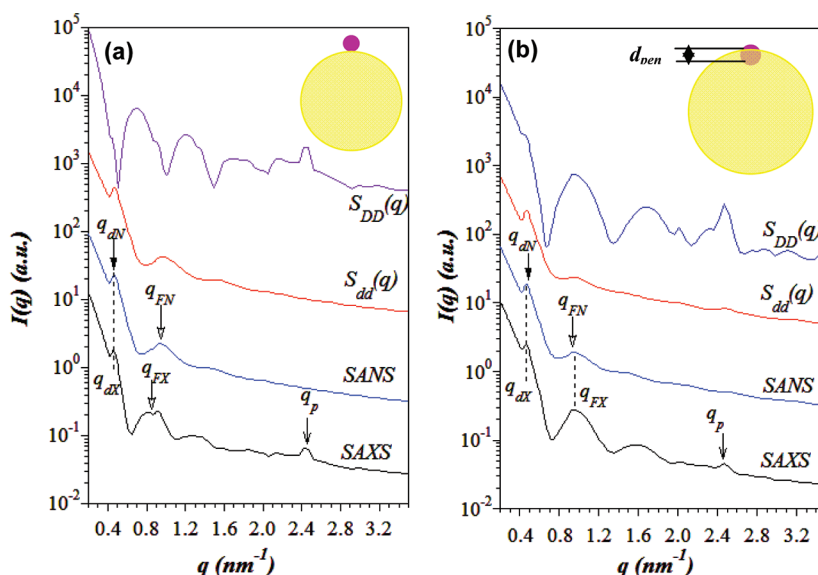 (a)
10^6
10^5
10^4
10^3
10^2
10^1
10^0
10^-1
10^-2
I(q) (a.u.)
S_DD(q)
S_dd(q)
SANS
SAXS
q_dN
q_FN
q_dX
q_FX
q_p
0.4 0.8 1.2 1.6 2.0 2.4 2.8 3.2
q (nm^-1)
(b)
d_pen
10^5
10^4
10^3
10^2
10^1
10^0
10^-1
10^-2
I(q) (a.u.)
S_DD(q)
S_dd(q)
SANS
SAXS
q_dN
q_FN
q_dX
q_FX
q_p
0.4 0.8 1.2 1.6 2.0 2.4 2.8 3.2
q (nm^-1)